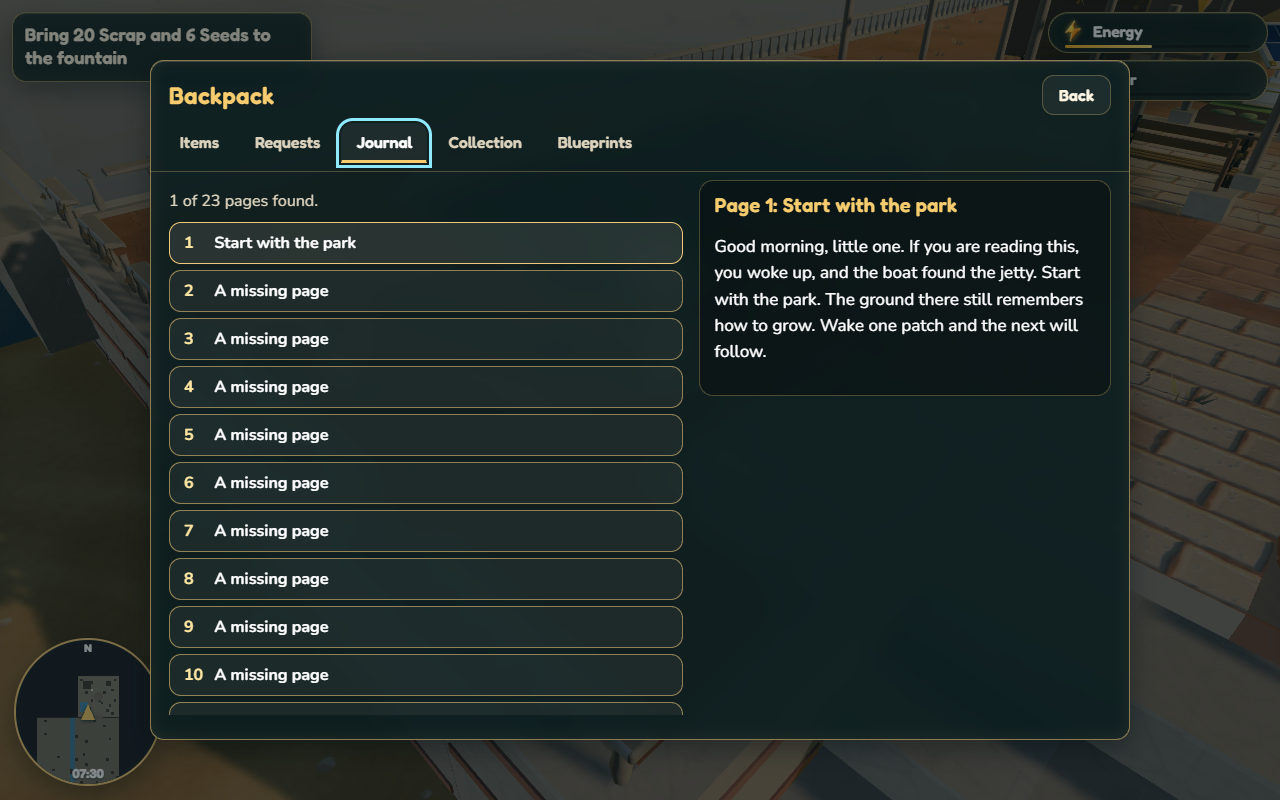 Bring 20 Scrap and 6 Seeds to
the fountain
Energy
Backpack
Back
Items
Requests
Journal
Collection
Blueprints
1 of 23 pages found.
1 Start with the park
2 A missing page
3 A missing page
4 A missing page
5 A missing page
6 A missing page
7 A missing page
8 A missing page
9 A missing page
10 A missing page
Page 1: Start with the park
Good morning, little one. If you are reading this,
you woke up, and the boat found the jetty. Start
with the park. The ground there still remembers
how to grow. Wake one patch and the next will
follow.
N
07:30